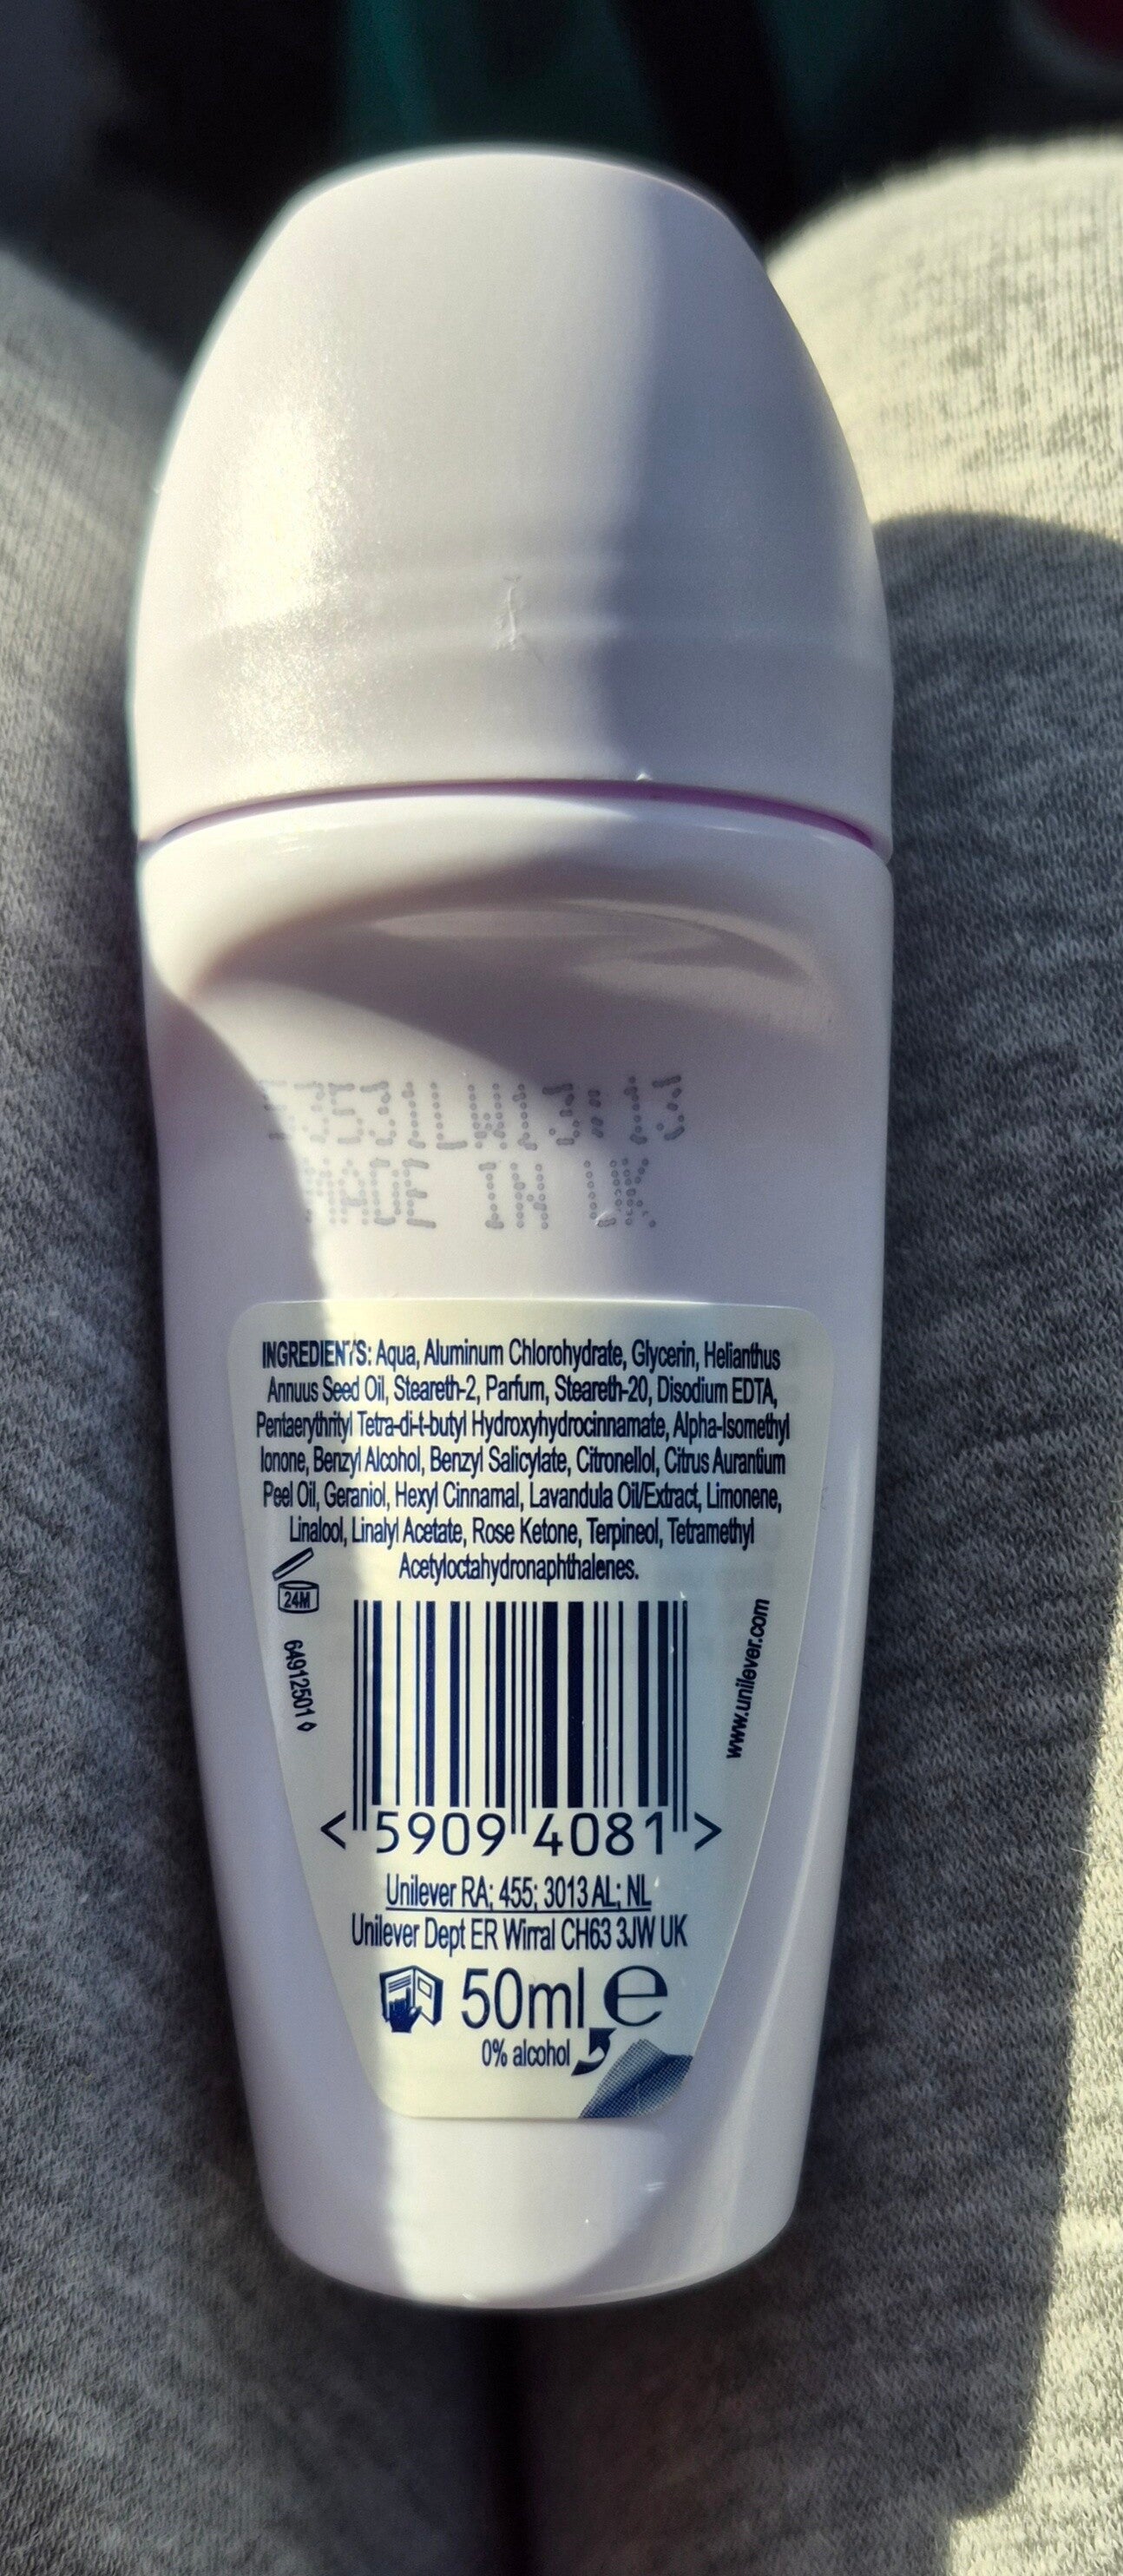 MADE IN UK
INGREDIENTS: Aqua, Aluminum Chlorohydrate, Glycerin, Helianthus
Annuus Seed Oil, Steareth-2, Parfum, Steareth-20, Disodium EDTA,
Pentaerythrityl Tetra-di-t-butyl Hydroxyhydrocinnamate, Alpha-Isomethyl
Ionone, Benzyl Alcohol, Benzyl Salicylate, Citronellol, Citrus Aurantium
Peel Oil, Geraniol, Hexyl Cinnamal, Lavandula Oil/Extract, Limonene,
Linalool, Linalyl Acetate, Rose Ketone, Terpineol, Tetramethyl
Acetyloctahydronaphthalenes.
24M
64912501
www.unilever.com
<5909 4081>
Unilever RA; 455; 3013 AL; NL
Unilever Dept ER Wirral CH63 3JW UK
50ml e
0% alcohol